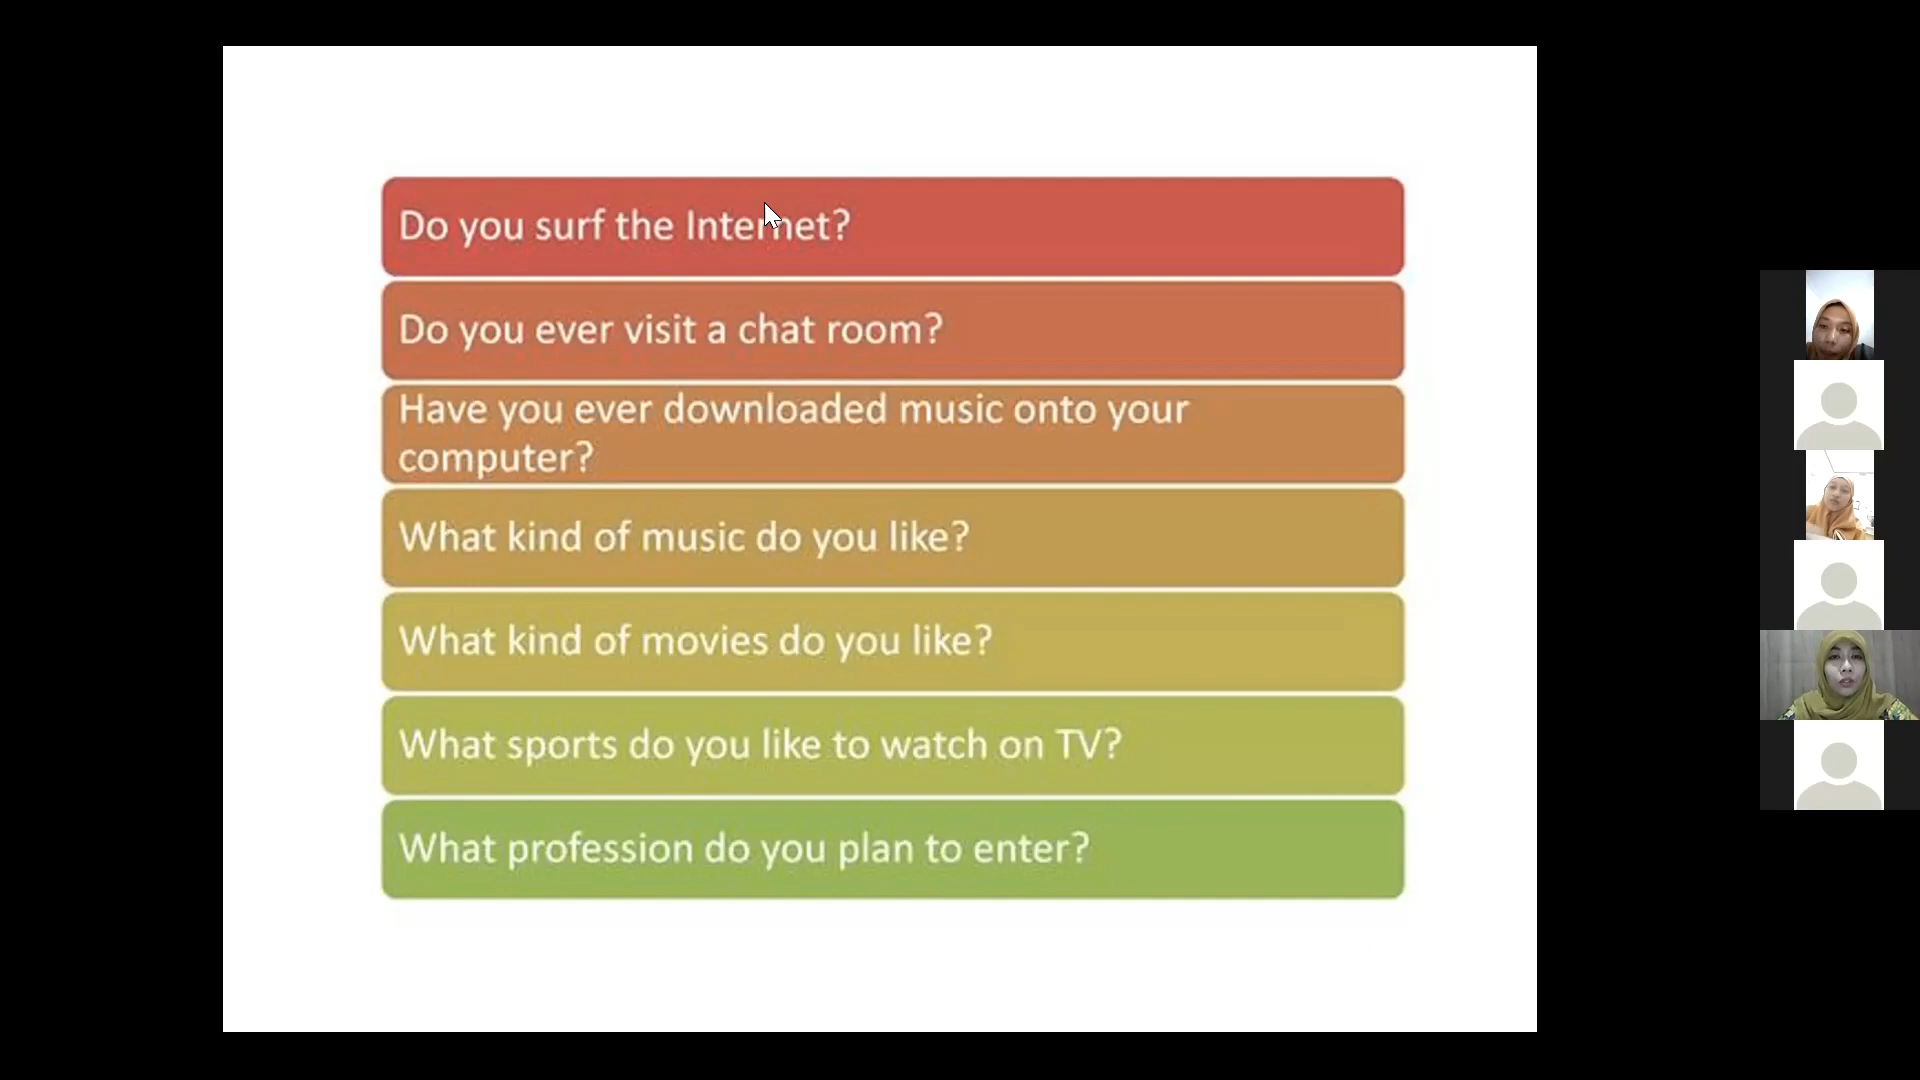 Do you surf the Internet?
Do you ever visit a chat room?
Have you ever downloaded music onto your
computer?
What kind of music do you like?
What kind of movies do you like?
What sports do you like to watch on TV?
What profession do you plan to enter?